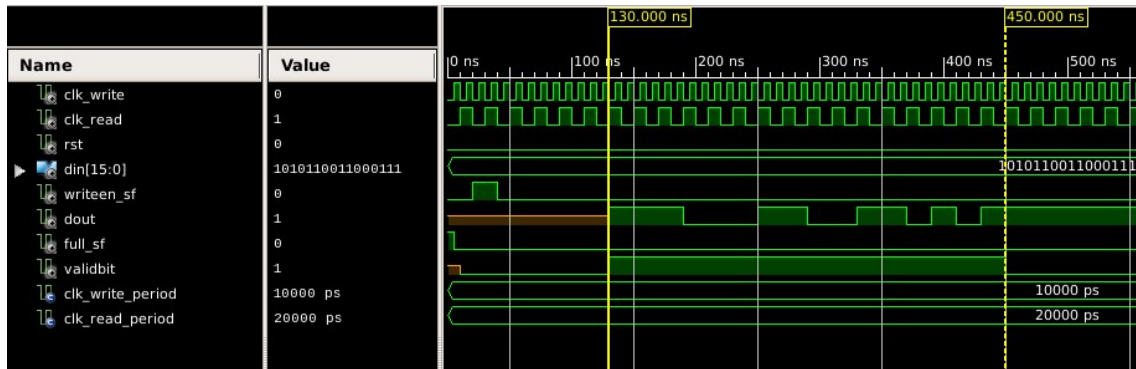 130.000 ns 450.000 ns
Name Value 0 ns 100 ns 200 ns 300 ns 400 ns 500 ns
clk_write 0
clk_read 1
rst 0
din[15:0] 1010110011000111 1010110011000111
writeen_sf 0
dout 1
full_sf 0
validbit 1
clk_write_period 10000 ps 10000 ps
clk_read_period 20000 ps 20000 ps